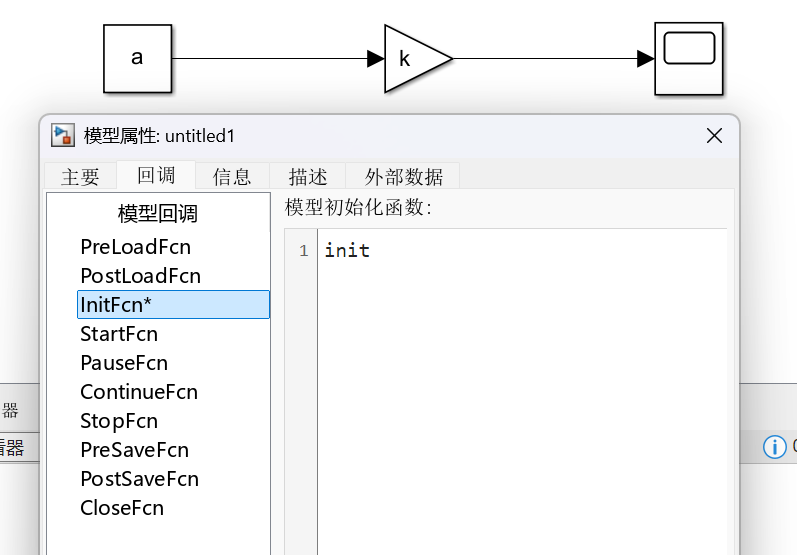 a
k
模型属性: untitled1
主要 回调 信息 描述 外部数据
模型回调
PreLoadFcn
PostLoadFcn
InitFcn*
StartFcn
PauseFcn
ContinueFcn
StopFcn
PreSaveFcn
PostSaveFcn
CloseFcn
模型初始化函数:
1 init
器
器